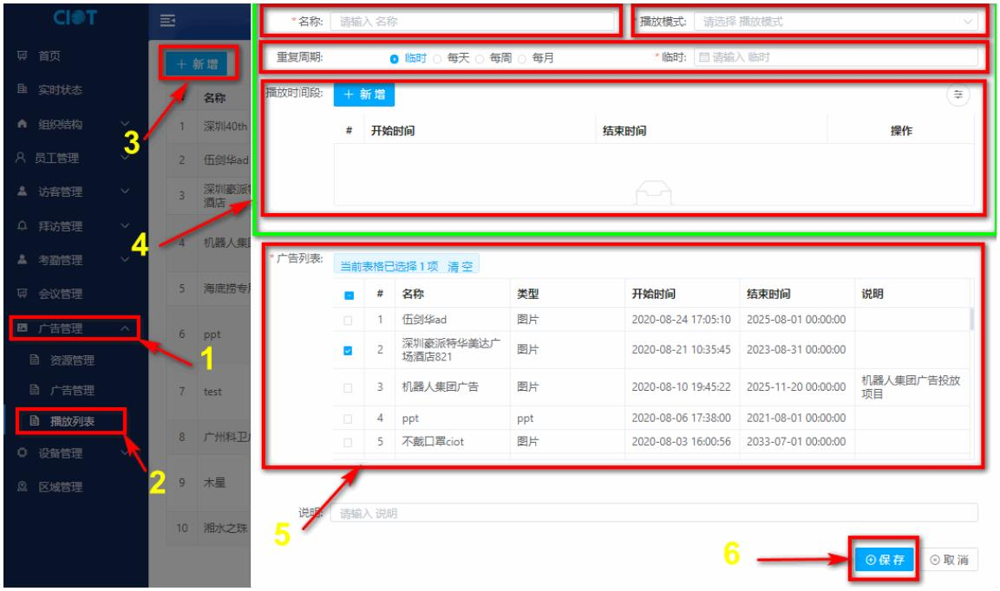 CIOT
首页
实时状态
组织结构
员工管理
访客管理
拜访管理
考勤管理
会议管理
广告管理
资源管理
广告管理
播放列表
设备管理
区域管理
1
2
3
4
5
6
+ 新增
# 名称
1 深圳40th
2 伍剑华ad
3 深圳豪派特
酒店
4 机器人集团
5 海底捞专用
6 ppt
7 test
8 广州科卫
9 木星
10 湘水之珠
* 名称: 请输入 名称
* 播放模式: 请选择 播放模式
重复周期: 临时 每天 每周 每月
* 临时: 请输入 临时
播放时间段: + 新增
# 开始时间 结束时间 操作
* 广告列表: 当前表格已选择 1 项 清空
# 名称 类型 开始时间 结束时间 说明
1 伍剑华ad 图片 2020-08-24 17:05:10 2025-08-01 00:00:00
2 深圳豪派特华美达广 图片 2020-08-21 10:35:45 2023-08-31 00:00:00
场酒店821
3 机器人集团广告 图片 2020-08-10 19:45:22 2025-11-20 00:00:00 机器人集团广告投放
项目
4 ppt ppt 2020-08-06 17:38:00 2021-08-01 00:00:00
5 不戴口罩ciot 图片 2020-08-03 16:00:56 2033-07-01 00:00:00
说明: 请输入 说明
保存
取消